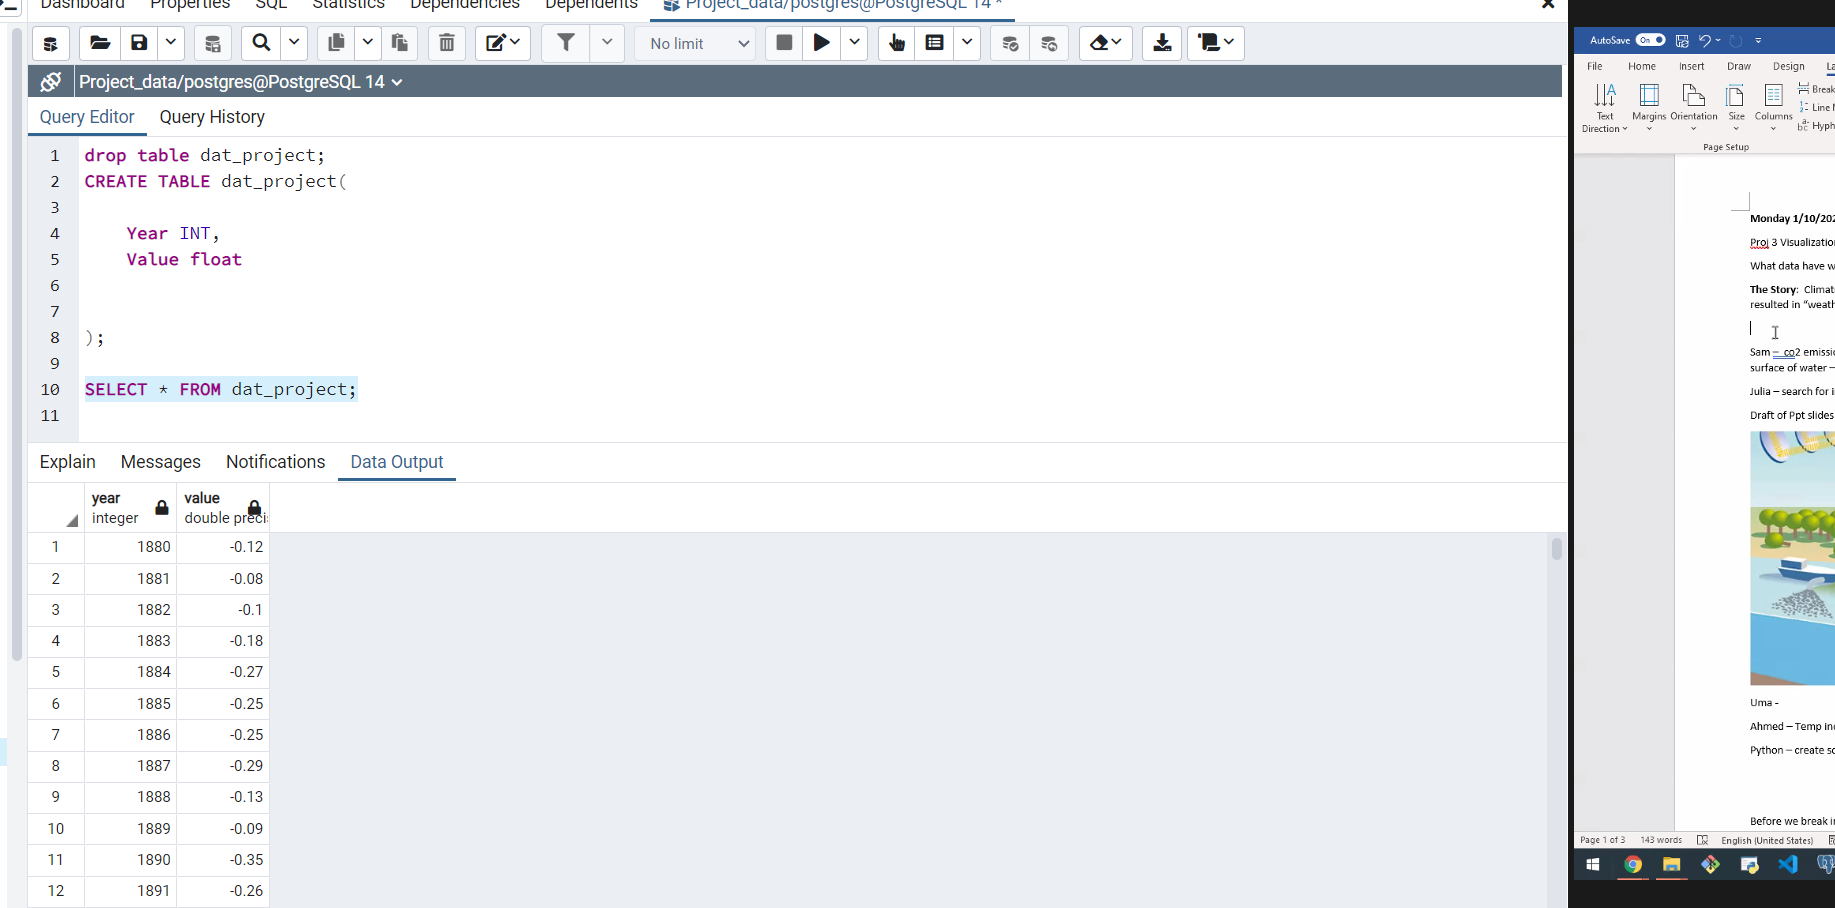 Dashboard Properties SQL Statistics Dependencies Dependents Project_data/postgres@PostgreSQL 14 *
No limit
Project_data/postgres@PostgreSQL 14
Query Editor Query History
1 drop table dat_project;
2 CREATE TABLE dat_project(
3
4 Year INT,
5 Value float
6
7
8 );
9
10 SELECT * FROM dat_project;
11
Explain Messages Notifications Data Output
year value
integer double preci
1 1880 -0.12
2 1881 -0.08
3 1882 -0.1
4 1883 -0.18
5 1884 -0.27
6 1885 -0.25
7 1886 -0.25
8 1887 -0.29
9 1888 -0.13
10 1889 -0.09
11 1890 -0.35
12 1891 -0.26
AutoSave On
File Home Insert Draw Design La
Text Direction Margins Orientation Size Columns
Break
Line
Hyph
Page Setup
Monday 1/10/202
Proj 3 Visualization
What data have w
The Story: Climat
resulted in "weath
Sam – co2 emissio
surface of water –
Julia – search for i
Draft of Ppt slides
Uma -
Ahmed – Temp inc
Python – create sc
Before we break in
Page 1 of 3 143 words English (United States)